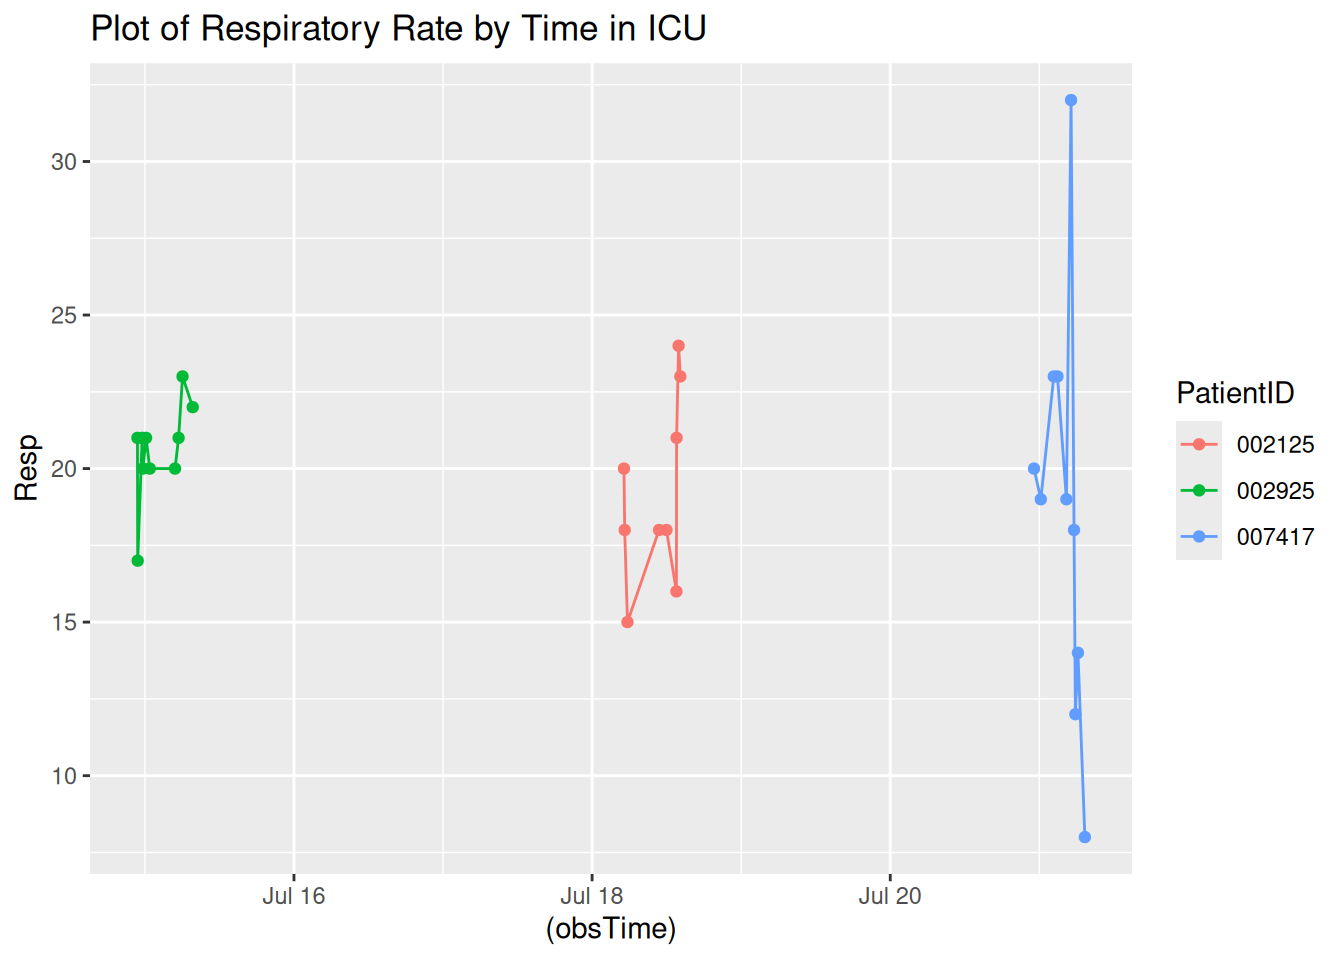 Plot of Respiratory Rate by Time in ICU
30
25
20
15
10
Resp
Jul 16
Jul 18
Jul 20
(obsTime)
PatientID
002125
002925
007417